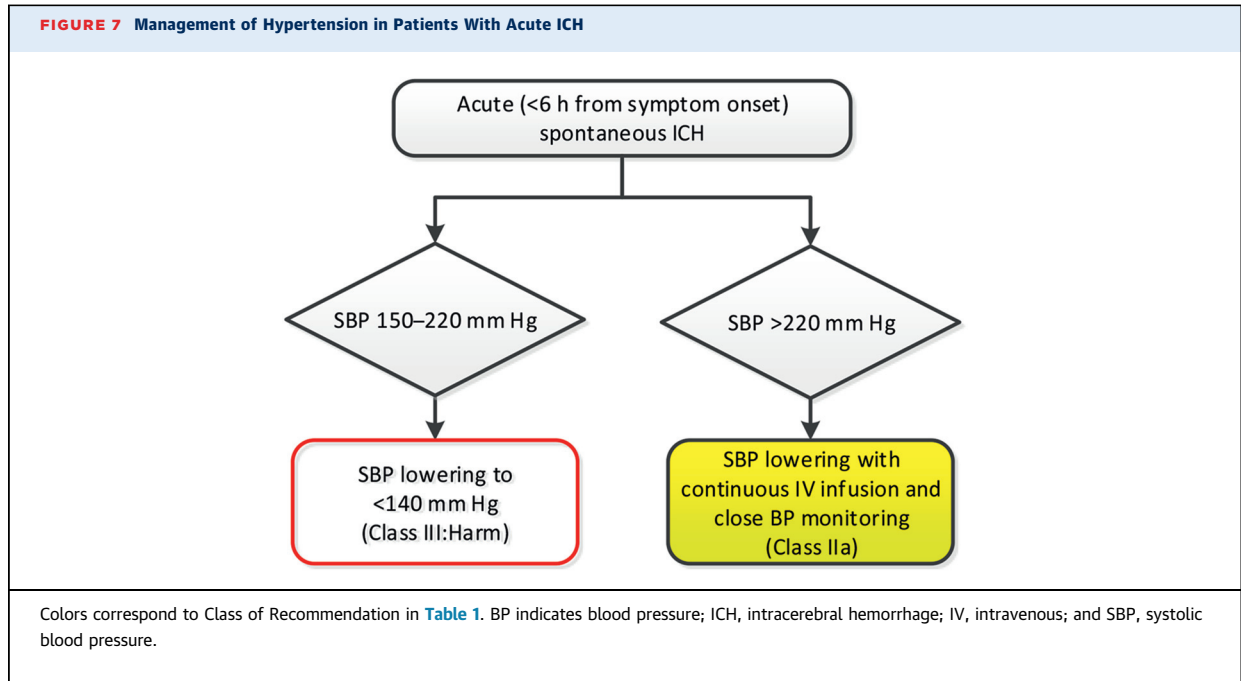 FIGURE 7 Management of Hypertension in Patients With Acute ICH
Acute (<6 h from symptom onset)
spontaneous ICH
SBP 150–220 mm Hg
SBP >220 mm Hg
SBP lowering to
<140 mm Hg
(Class III:Harm)
SBP lowering with
continuous IV infusion and
close BP monitoring
(Class IIa)
Colors correspond to Class of Recommendation in Table 1. BP indicates blood pressure; ICH, intracerebral hemorrhage; IV, intravenous; and SBP, systolic
blood pressure.